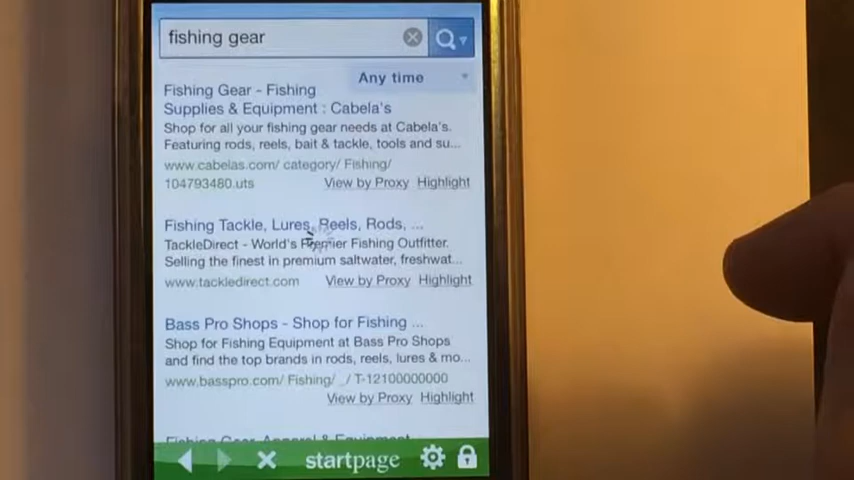 fishing gear
Any time
Fishing Gear - Fishing
Supplies & Equipment : Cabela's
Shop for all your fishing gear needs at Cabela's.
Featuring rods, reels, bait & tackle, tools and su...
www.cabelas.com/ category/ Fishing/
104793480.uts View by Proxy Highlight
Fishing Tackle, Lures, Reels, Rods, ...
TackleDirect - World's Premier Fishing Outfitter.
Selling the finest in premium saltwater, freshwat...
www.tackledirect.com View by Proxy Highlight
Bass Pro Shops - Shop for Fishing ...
Shop for Fishing Equipment at Bass Pro Shops
and find the top brands in rods, reels, lures & mo...
www.basspro.com/ Fishing/ _/ T-12100000000
View by Proxy Highlight
Fishing Gear, Apparel & Equipment
startpage